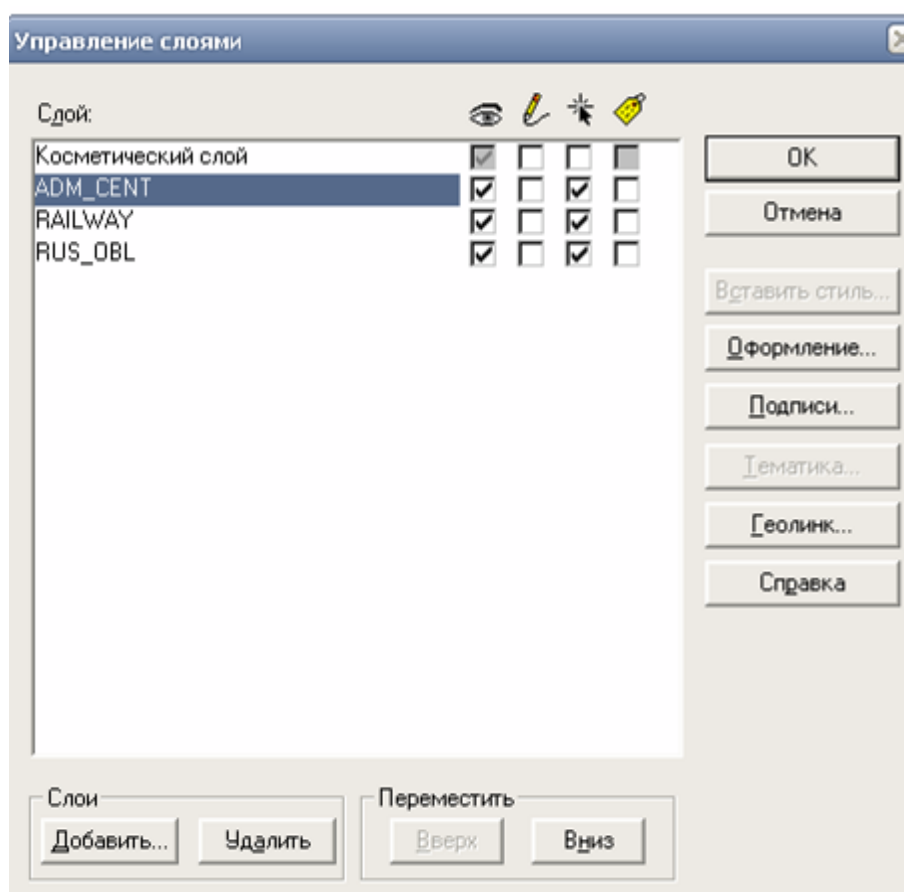 Управление слоями
Слой:
Косметический слой
ADM_CENT
RAILWAY
RUS_OBL
OK
Отмена
Вставить стиль...
Оформление...
Подписи...
Тематика...
Геолинк...
Справка
Слои
Добавить...
Удалить
Переместить
Вверх
Вниз